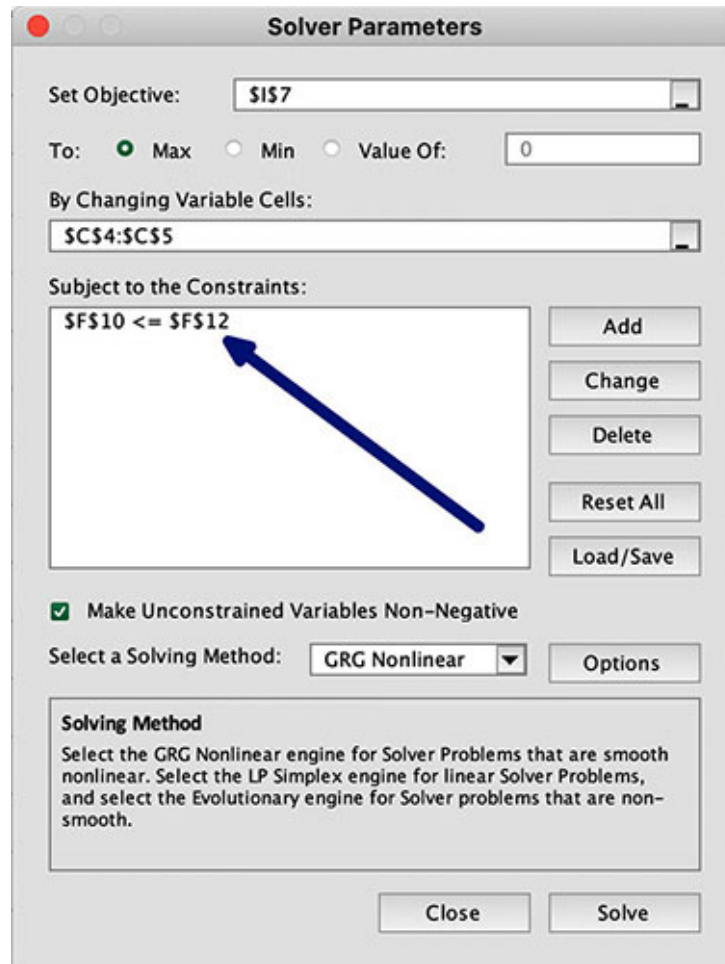 Solver Parameters
Set Objective: $I$7
To: Max Min Value Of: 0
By Changing Variable Cells:
$C$4:$C$5
Subject to the Constraints:
$F$10 <= $F$12
Add
Change
Delete
Reset All
Load/Save
Make Unconstrained Variables Non-Negative
Select a Solving Method: GRG Nonlinear Options
Solving Method
Select the GRG Nonlinear engine for Solver Problems that are smooth
nonlinear. Select the LP Simplex engine for linear Solver Problems,
and select the Evolutionary engine for Solver problems that are non-
smooth.
Close Solve